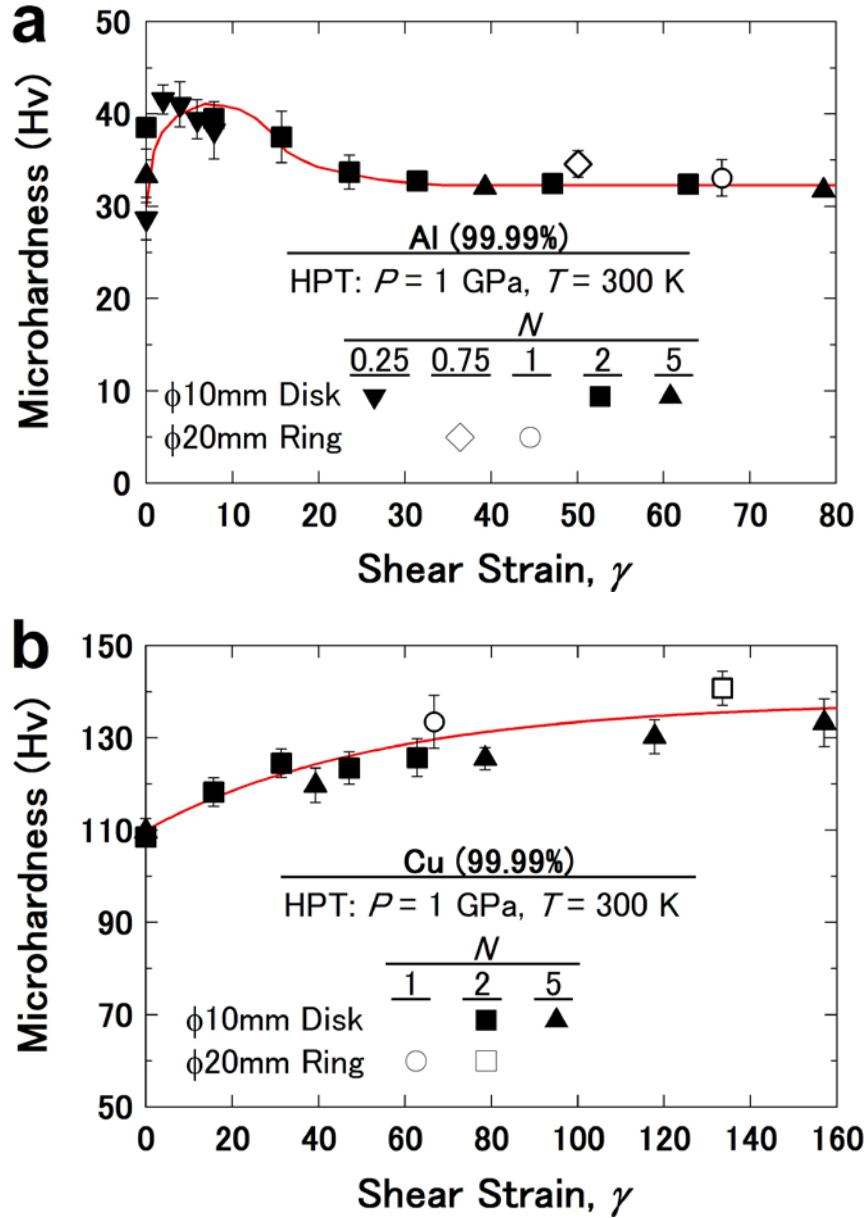 a
Microhardness (Hv)
50
40
30
20
10
0
Al (99.99%)
HPT: P = 1 GPa, T = 300 K
N
0.25 0.75 1 2 5
ϕ10mm Disk
ϕ20mm Ring
0 10 20 30 40 50 60 70 80
Shear Strain, γ
b
Microhardness (Hv)
150
130
110
90
70
50
Cu (99.99%)
HPT: P = 1 GPa, T = 300 K
N
1 2 5
ϕ10mm Disk
ϕ20mm Ring
0 20 40 60 80 100 120 140 160
Shear Strain, γ